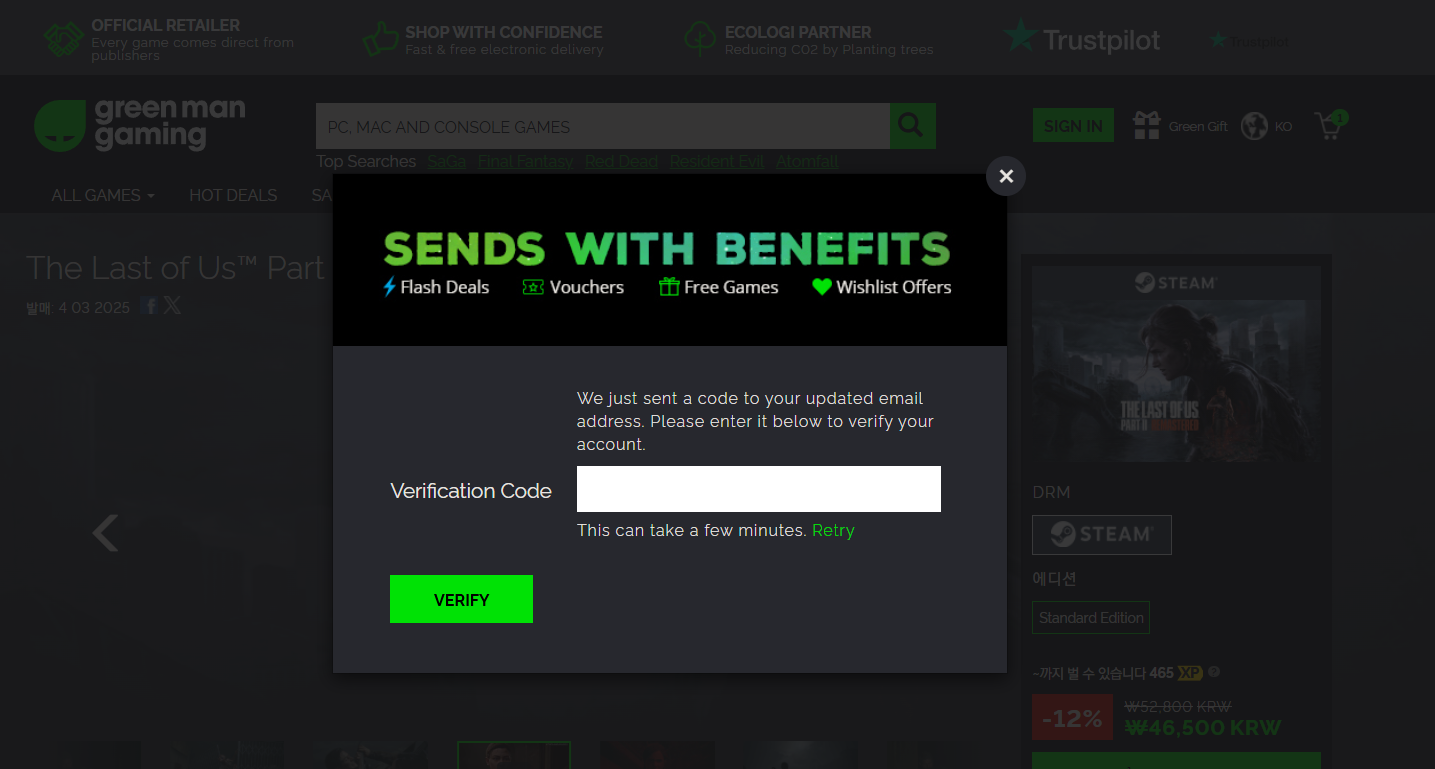 OFFICIAL RETAILER
Every game comes direct from
publishers
SHOP WITH CONFIDENCE
Fast & free electronic delivery
ECOLOGI PARTNER
Reducing CO2 by Planting trees
Trustpilot
Trustpilot
green man
gaming
PC, MAC AND CONSOLE GAMES
SIGN IN
Green Gift
KO
1
Top Searches SaGa Final Fantasy Red Dead Resident Evil Atomfall
ALL GAMES
HOT DEALS
SA
SENDS WITH BENEFITS
Flash Deals
Vouchers
Free Games
Wishlist Offers
The Last of Us™ Part
발매: 4 03 2025
We just sent a code to your updated email
address. Please enter it below to verify your
account.
Verification Code
This can take a few minutes. Retry
VERIFY
STEAM
THE LAST OF US
PART II REMASTERED
DRM
STEAM
에디션
Standard Edition
~까지 벌 수 있습니다 465 XP
-12%
₩52,800 KRW
₩46,500 KRW